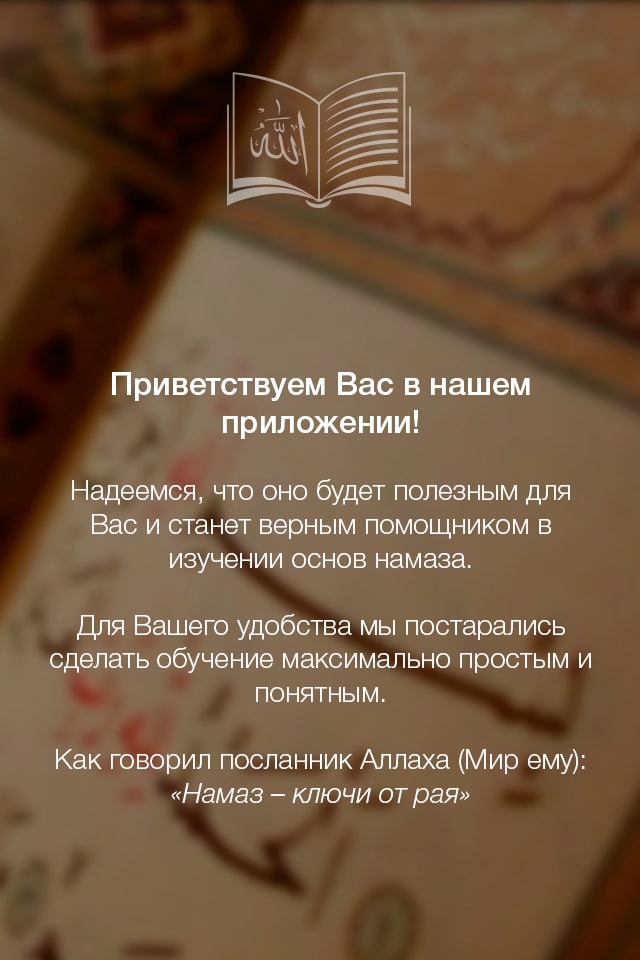 الله
Приветствуем Вас в нашем
приложении!
Надеемся, что оно будет полезным для
Вас и станет верным помощником в
изучении основ намаза.
Для Вашего удобства мы постарались
сделать обучение максимально простым и
понятным.
Как говорил посланник Аллаха (Мир ему):
«Намаз – ключи от рая»